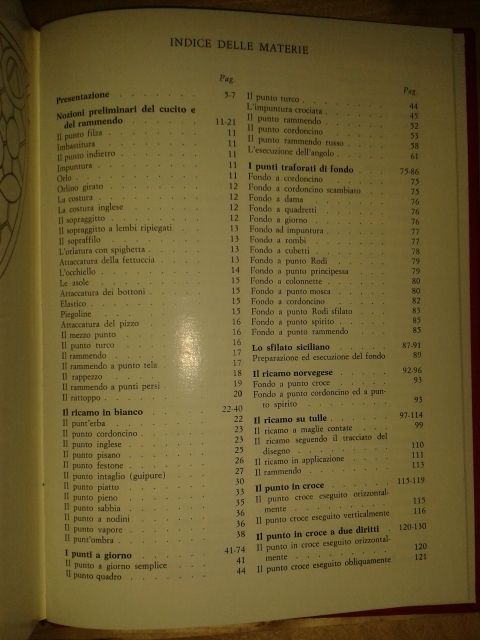 INDICE DELLE MATERIE
Pag.
Presentazione 5-7
Nozioni preliminari del cucito e
del rammendo 11-21
Il punto filza 11
Imbastitura 11
Il punto indietro 11
Impuntura 11
Orlo 11
Orlino girato 12
La costura 12
La costura inglese 12
Il sopraggitto 12
Il sopraggitto a lembi ripiegati 13
Il sopraffilo 13
L'orlatura con spighetta 13
Attaccatura della fettuccia 13
L'occhiello 14
Le asole 15
Attaccatura dei bottoni 15
Elastico 15
Piegoline 15
Attaccatura del pizzo 16
Il mezzo punto 16
Il punto turco 16
Il rammendo 17
Il rammendo a punto tela 17
Il rappezzo 18
Il rammendo a punti persi 19
Il rattoppo 20
Il ricamo in bianco 22-40
Il punt'erba 22
Il punto cordoncino 23
Il punto inglese 23
Il punto pisano 25
Il punto festone 26
Il punto intaglio (guipure) 27
Il punto piatto 30
Il punto pieno 33
Il punto sabbia 35
Il punto a nodini 36
Il punto vapore 36
Il punt'ombra 38
I punti a giorno 41-74
Il punto a giorno semplice 41
Il punto quadro 44
Pag.
Il punto turco 44
L'impuntura crociata 45
Il punto rammendo 52
Il punto cordoncino 53
Il punto rammendo russo 58
L'esecuzione dell'angolo 61
I punti traforati di fondo 75-86
Fondo a cordoncino 75
Fondo a cordoncino scambiato 75
Fondo a dama 76
Fondo a quadretti 76
Fondo a giorno 76
Fondo ad impuntura 77
Fondo a rombi 77
Fondo a cubetti 78
Fondo a punto Rodi 79
Fondo a punto principessa 79
Fondo a colonnette 80
Fondo a punto mosca 80
Fondo a cordoncino 82
Fondo a punto Rodi sfilato 85
Fondo a punto spirito 85
Fondo a punto rammendo 85
Lo sfilato siciliano 87-91
Preparazione ed esecuzione del fondo 89
Il ricamo norvegese 92-96
Fondo a punto croce 93
Fondo a punto cordoncino ed a pun-
to spirito 93
Il ricamo su tulle 97-114
Il ricamo a maglie contate 99
Il ricamo seguendo il tracciato del
disegno 110
Il ricamo in applicazione 111
Il rammendo 113
Il punto in croce 115-119
Il punto croce eseguito orizzontal-
mente 115
Il punto croce eseguito verticalmente 116
Il punto in croce a due diritti 120-130
Il punto croce eseguito orizzontal-
mente 120
Il punto croce eseguito obliquamente 121